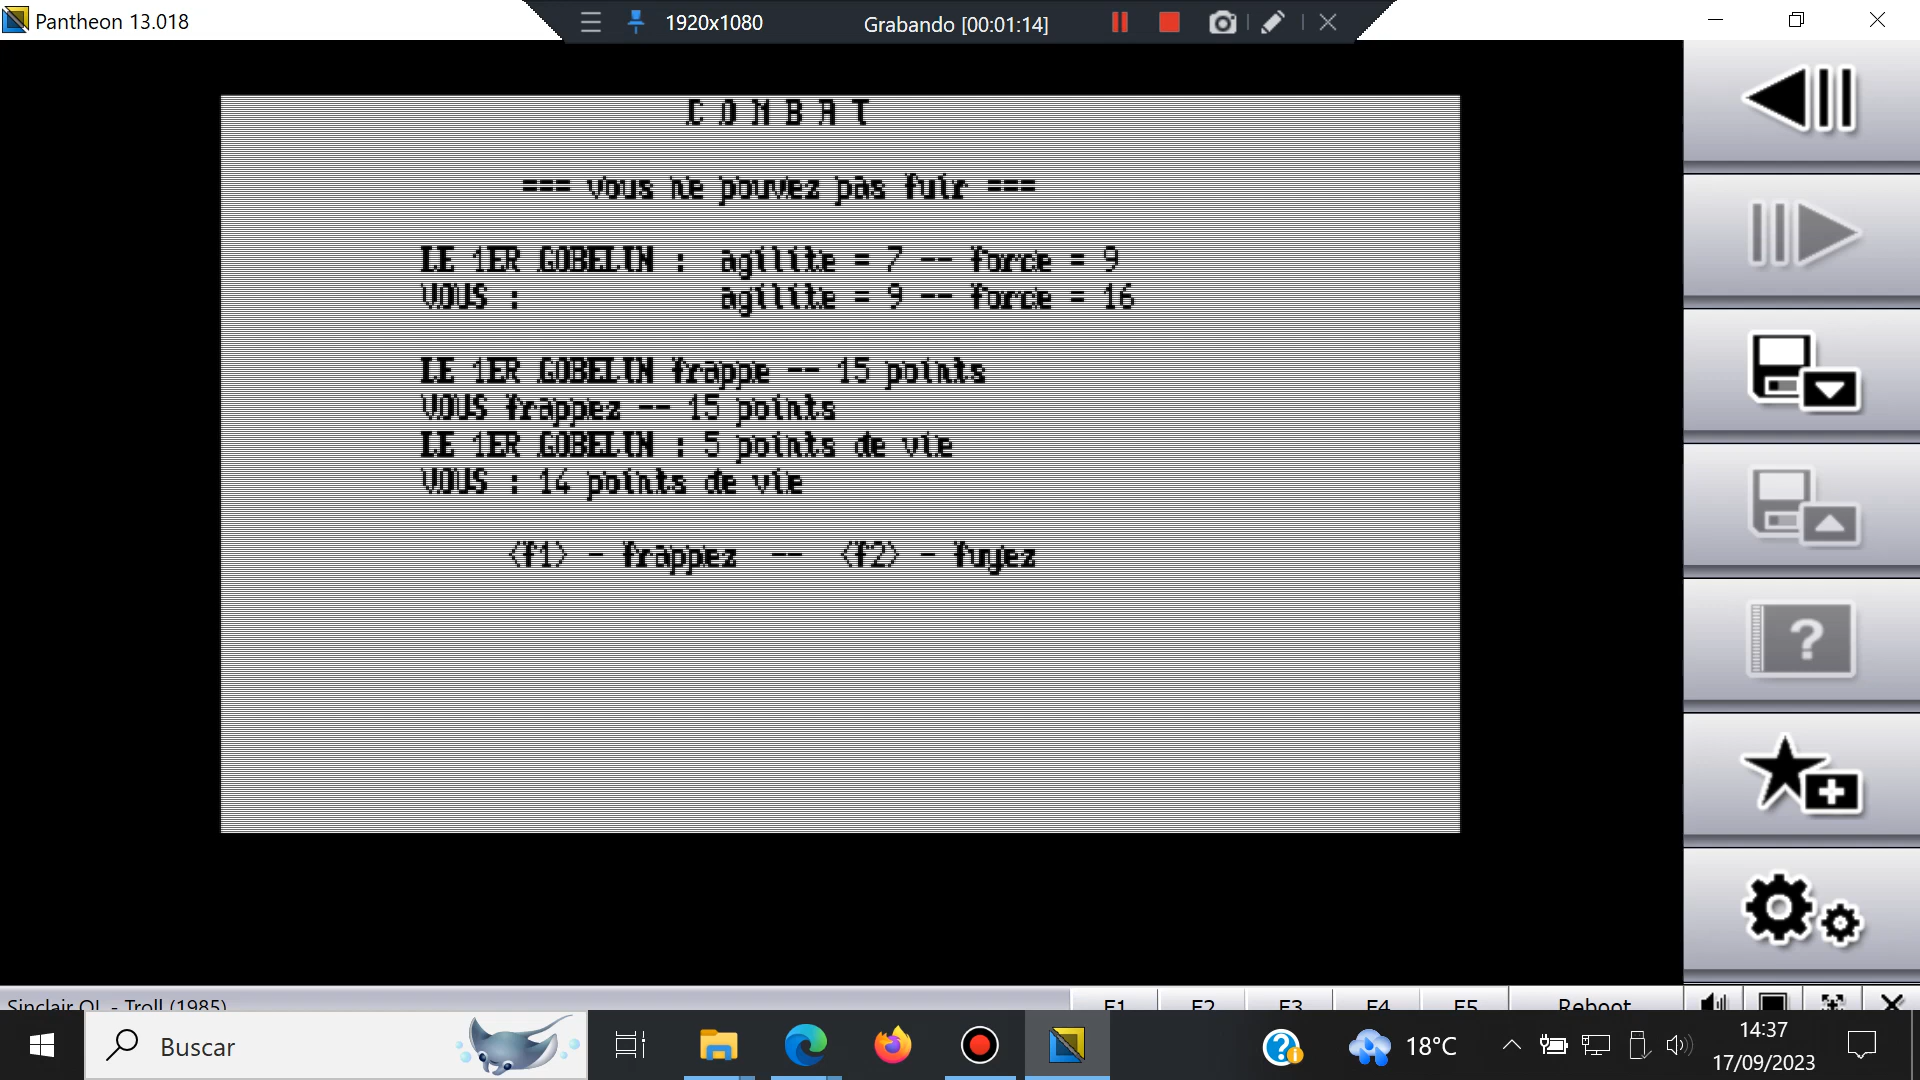 Pantheon 13.018
1920x1080
Grabando [00:01:14]
C O M B A T
=== vous ne pouvez pas fuir ===
LE 1ER GOBELIN : agilite = 7 -- force = 9
VOUS : agilite = 9 -- force = 16
LE 1ER GOBELIN frappe -- 15 points
VOUS frappez -- 15 points
LE 1ER GOBELIN : 5 points de vie
VOUS : 14 points de vie
<f1> - frappez -- <f2> - fuyez
Sinclair QL - Troll (1985)
F1 F2 F3 F4 F5 Reboot
Buscar
18°C
14:37
17/09/2023